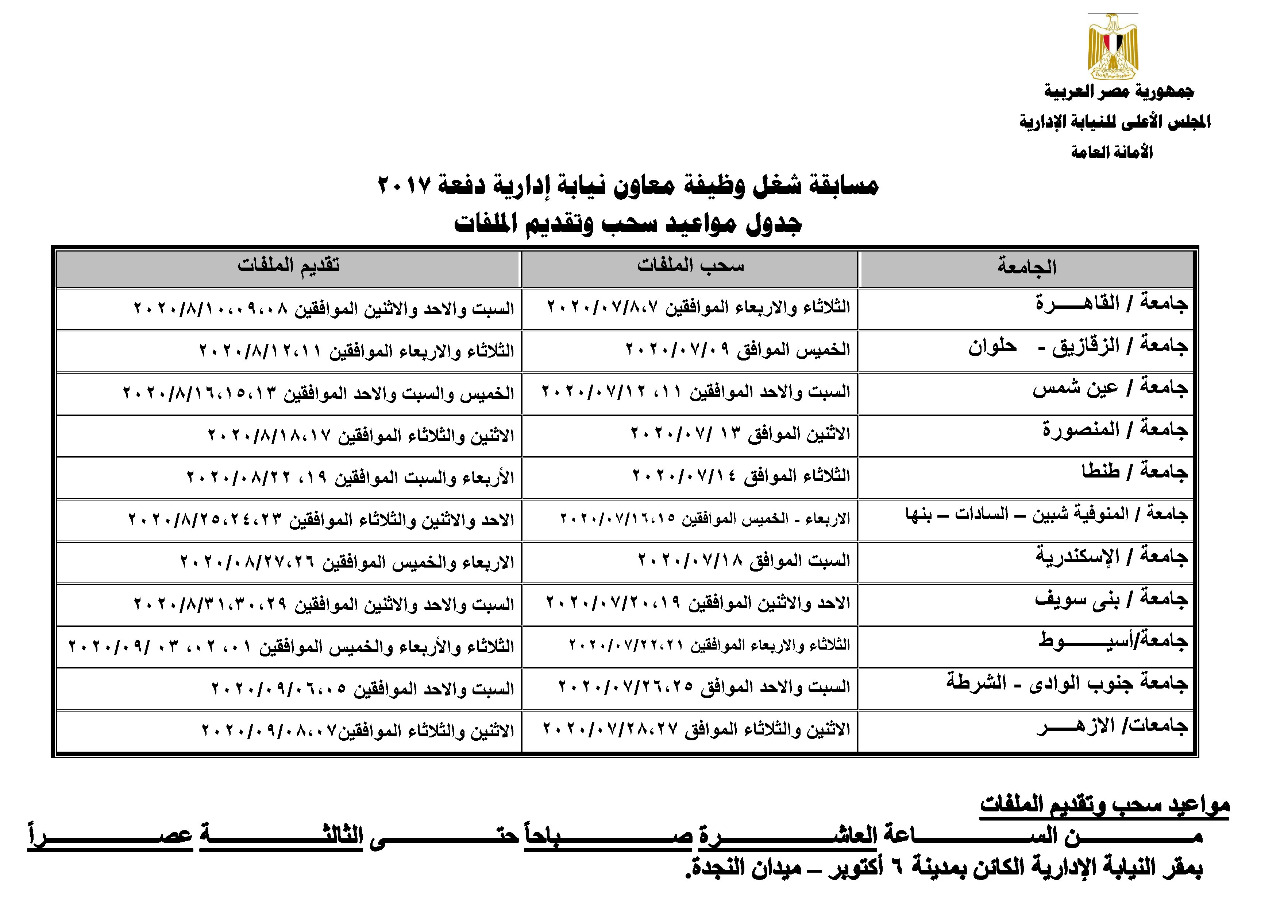 جمهورية مصر العربية
المجلس الأعلى للنيابة الإدارية
الأمانة العامة
مسابقة شغل وظيفة معاون نيابة إدارية دفعة ٢٠١٧
جدول مواعيد سحب وتقديم الملفات
الجامعة سحب الملفات تقديم الملفات
جامعة / القاهـــــرة الثلاثاء والاربعاء الموافقين ٢٠٢٠/٠٧/٨،٧ السبت والاحد والاثنين الموافقين ٢٠٢٠/٨/١٠،٠٩،٠٨
جامعة / الزقازيق - حلوان الخميس الموافق ٢٠٢٠/٠٧/٠٩ الثلاثاء والاربعاء الموافقين ٢٠٢٠/٨/١٢،١١
جامعة / عين شمس السبت والاحد الموافقين ٢٠٢٠/٠٧/١٢ ،١١ الخميس والسبت والاحد الموافقين ٢٠٢٠/٨/١٦،١٥،١٣
جامعة / المنصورة الاثنين الموافق ٢٠٢٠/٠٧/ ١٣ الاثنين والثلاثاء الموافقين ٢٠٢٠/٨/١٨،١٧
جامعة / طنطا الثلاثاء الموافق ٢٠٢٠/٠٧/١٤ الأربعاء والسبت الموافقين ٢٠٢٠/٠٨/٢٢ ،١٩
جامعة / المنوفية شبين – السادات – بنها الاربعاء - الخميس الموافقين ٢٠٢٠/٠٧/١٦،١٥ الاحد والاثنين والثلاثاء الموافقين ٢٠٢٠/٨/٢٥،٢٤،٢٣
جامعة / الإسكندرية السبت الموافق ٢٠٢٠/٠٧/١٨ الاربعاء والخميس الموافقين ٢٠٢٠/٠٨/٢٧،٢٦
جامعة / بنى سويف الاحد والاثنين الموافقين ٢٠٢٠/٠٧/٢٠،١٩ السبت والاحد والاثنين الموافقين ٢٠٢٠/٨/٣١،٣٠،٢٩
جامعة/أسيـــــوط الثلاثاء والاربعاء الموافقين ٢٠٢٠/٠٧/٢٢،٢١ الثلاثاء والأربعاء والخميس الموافقين ٠١، ٠٢، ٠٣ /٢٠٢٠/٠٩
جامعة جنوب الوادى - الشرطة السبت والاحد الموافق ٢٠٢٠/٠٧/٢٦،٢٥ السبت والاحد الموافقين ٢٠٢٠/٠٩/٠٦،٠٥
جامعات/ الازهــــر الاثنين والثلاثاء الموافق ٢٠٢٠/٠٧/٢٨،٢٧ الاثنين والثلاثاء الموافقين٢٠٢٠/٠٩/٠٨،٠٧
مواعيد سحب وتقديم الملفات
مـــــن الســـــاعة العاشـــــرة صـــــباحاً حتـــــى الثالثـــــة عصـــــراً
بمقر النيابة الإدارية الكائن بمدينة ٦ أكتوبر – ميدان النجدة.